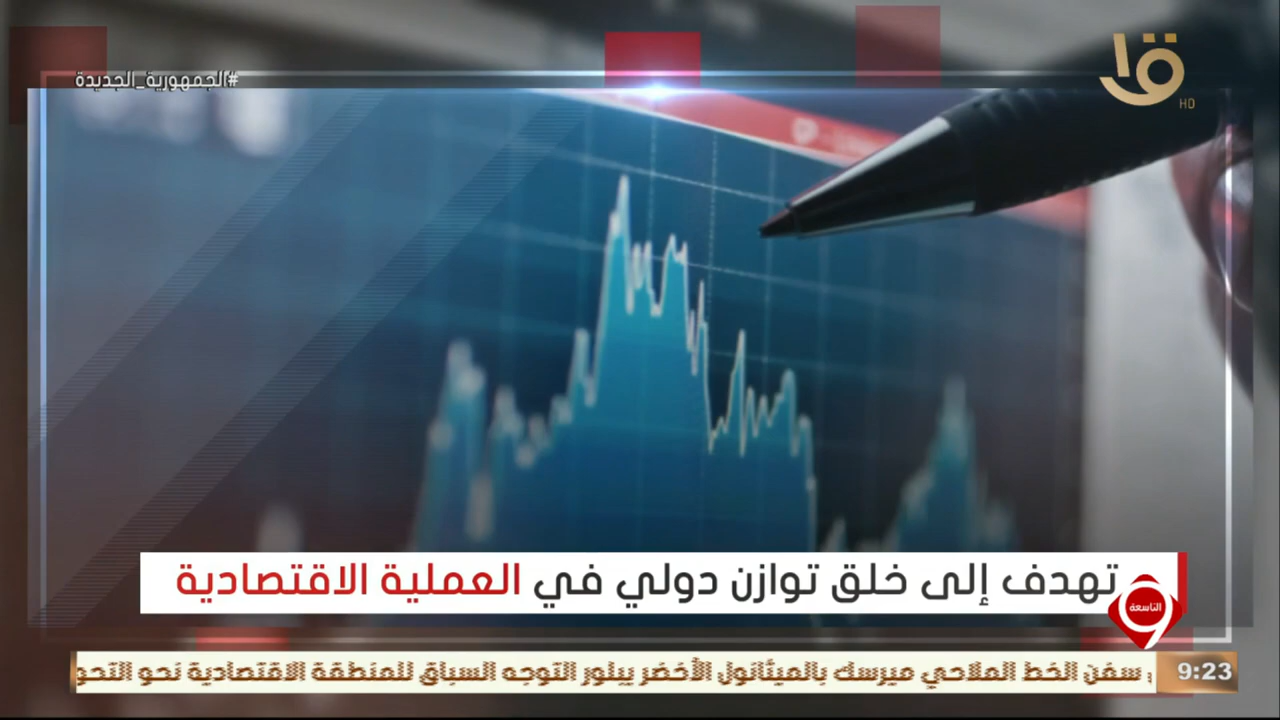 #الجمهورية_الجديدة
HD
تهدف إلى خلق توازن دولي في العملية الاقتصادية
التاسعة
9
سفن الخط الملاحي ميرسك بالميثانول الأخضر يبلور التوجه السباق للمنطقة الاقتصادية نحو
9:23